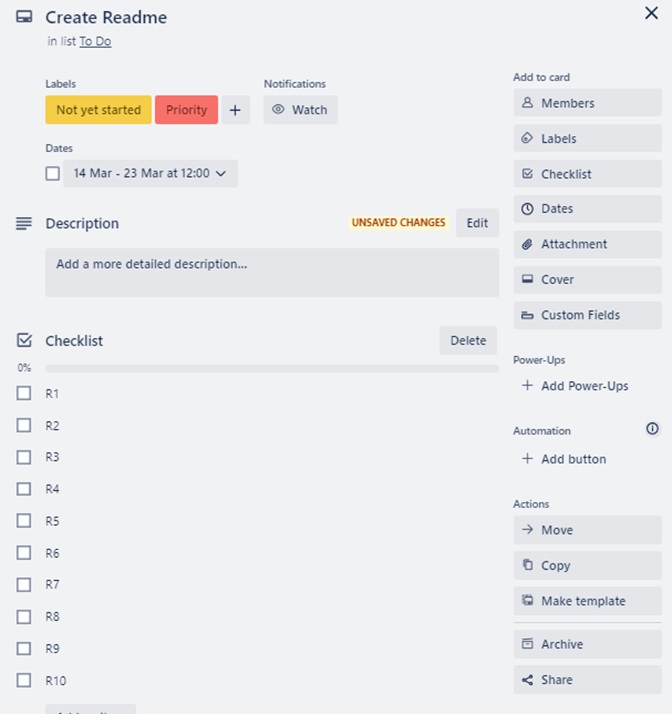 Create Readme
in list To Do
Labels
Not yet started
Priority
+
Notifications
Watch
Dates
14 Mar - 23 Mar at 12:00
Description
UNSAVED CHANGES
Edit
Add a more detailed description...
Checklist
Delete
0%
R1
R2
R3
R4
R5
R6
R7
R8
R9
R10
Add to card
Members
Labels
Checklist
Dates
Attachment
Cover
Custom Fields
Power-Ups
+ Add Power-Ups
Automation
+ Add button
Actions
Move
Copy
Make template
Archive
Share